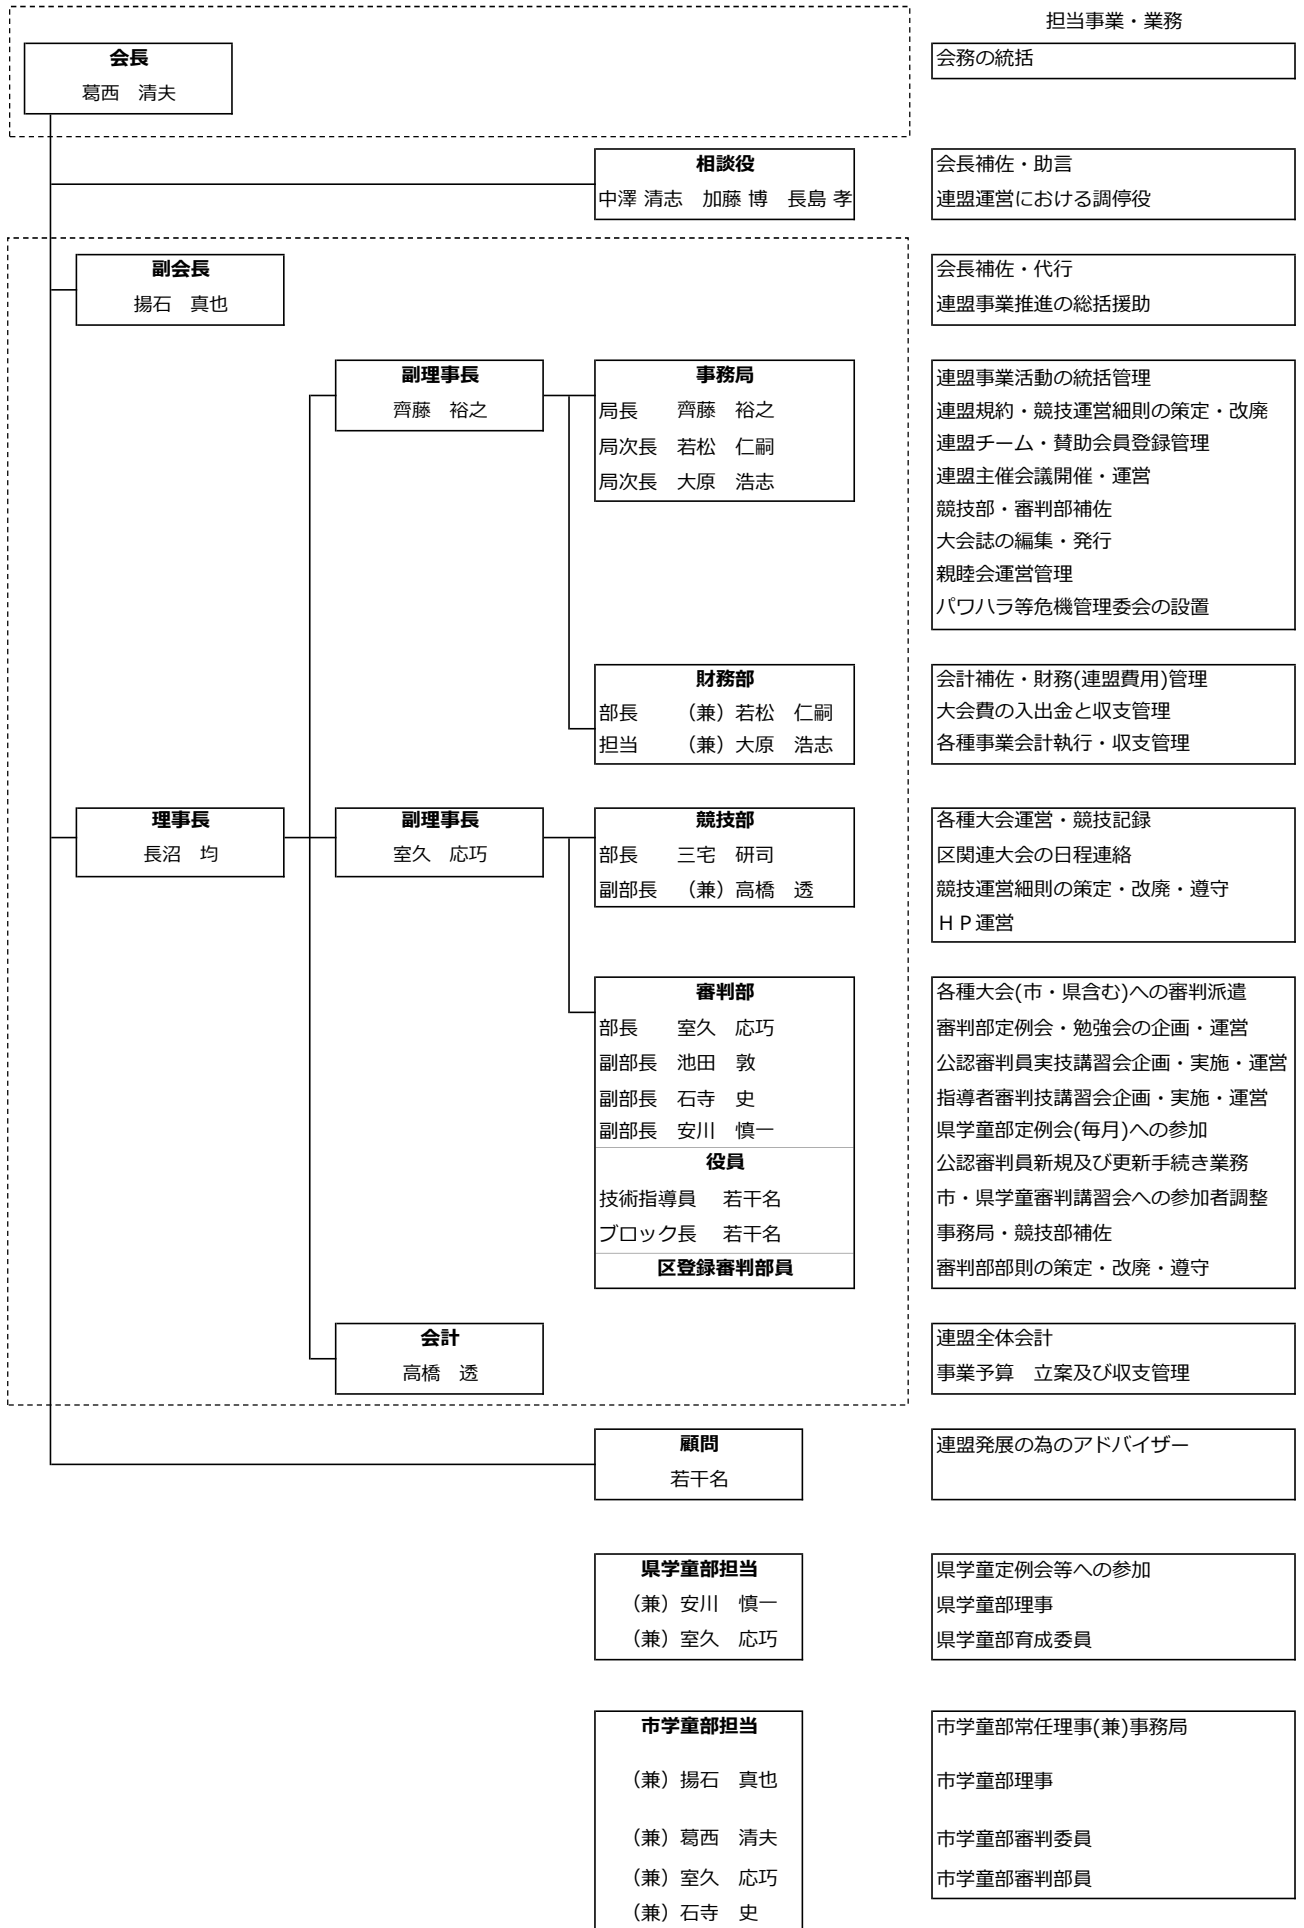 担当事業・業務
会長
葛西　清夫
会務の統括
相談役
中澤 清志　加藤 博　長島 孝
会長補佐・助言
連盟運営における調停役
副会長
揚石　真也
会長補佐・代行
連盟事業推進の総括援助
副理事長
齊藤　裕之
事務局
局長　　齊藤　裕之
局次長　若松　仁嗣
局次長　大原　浩志
連盟事業活動の統括管理
連盟規約・競技運営細則の策定・改廃
連盟チーム・賛助会員登録管理
連盟主催会議開催・運営
競技部・審判部補佐
大会誌の編集・発行
親睦会運営管理
パワハラ等危機管理委会の設置
財務部
部長　　（兼）若松　仁嗣
担当　　（兼）大原　浩志
会計補佐・財務(連盟費用)管理
大会費の入出金と収支管理
各種事業会計執行・収支管理
理事長
長沼　均
副理事長
室久　応巧
競技部
部長　　三宅　研司
副部長　（兼）高橋　透
各種大会運営・競技記録
区関連大会の日程連絡
競技運営細則の策定・改廃・遵守
ＨＰ運営
審判部
部長　　室久　応巧
副部長　池田　敦
副部長　石寺　史
副部長　安川　慎一
役員
技術指導員　若干名
ブロック長　若干名
区登録審判部員
各種大会(市・県含む)への審判派遣
審判部定例会・勉強会の企画・運営
公認審判員実技講習会企画・実施・運営
指導者審判技講習会企画・実施・運営
県学童部定例会(毎月)への参加
公認審判員新規及び更新手続き業務
市・県学童審判講習会への参加者調整
事務局・競技部補佐
審判部部則の策定・改廃・遵守
会計
高橋　透
連盟全体会計
事業予算　立案及び収支管理
顧問
若干名
連盟発展の為のアドバイザー
県学童部担当
（兼）安川　慎一
（兼）室久　応巧
県学童定例会等への参加
県学童部理事
県学童部育成委員
市学童部担当
（兼）揚石　真也
（兼）葛西　清夫
（兼）室久　応巧
（兼）石寺　史
市学童部常任理事(兼)事務局
市学童部理事
市学童部審判委員
市学童部審判部員